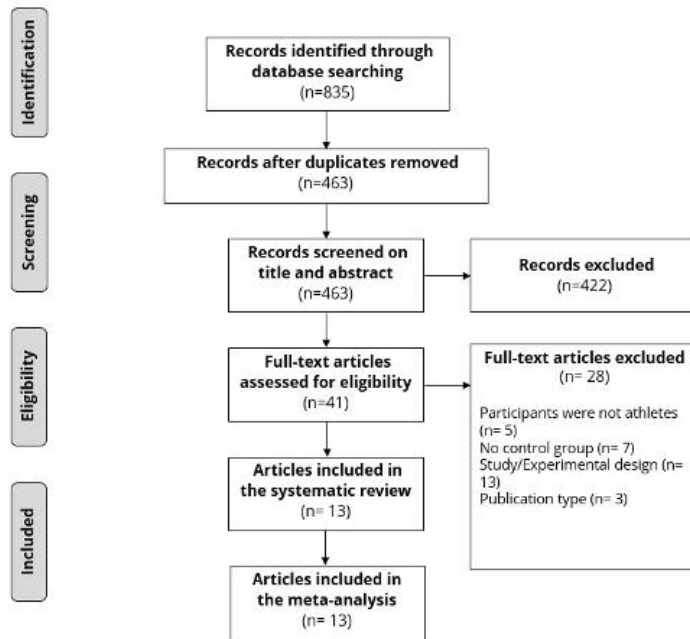 Identification
Records identified through
database searching
(n=835)
Records after duplicates removed
(n=463)
Screening
Records screened on
title and abstract
(n=463)
Records excluded
(n=422)
Eligibility
Full-text articles
assessed for eligibility
(n=41)
Full-text articles excluded
(n= 28)
Participants were not athletes
(n= 5)
No control group (n= 7)
Study/Experimental design (n=
13)
Publication type (n= 3)
Included
Articles included in
the systematic review
(n= 13)
Articles included in
the meta-analysis
(n= 13)